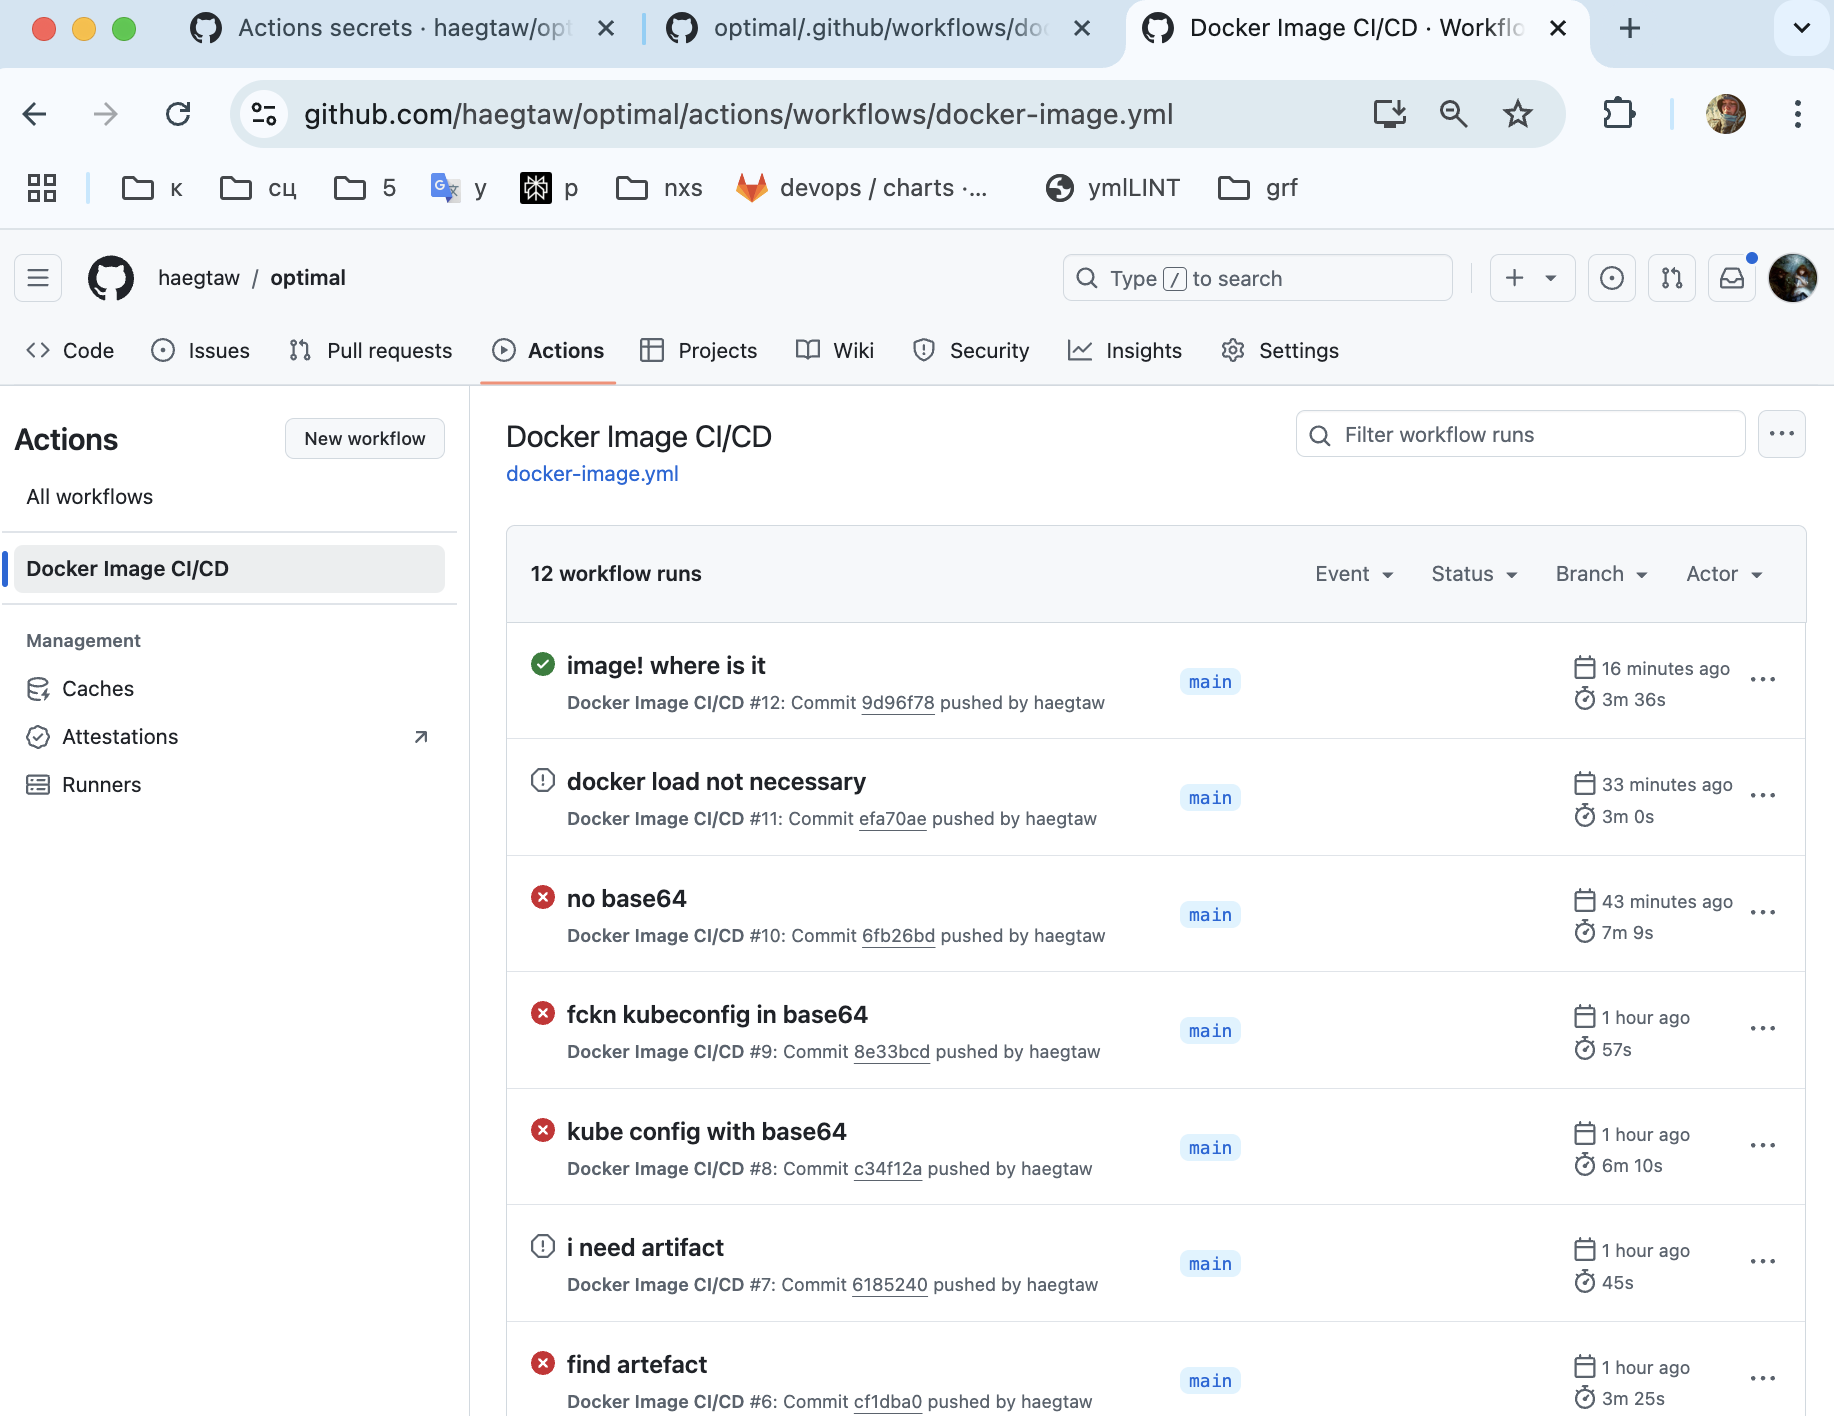 Actions secrets · haegtaw/opt
optimal/.github/workflows/doc
Docker Image CI/CD · Workflo
github.com/haegtaw/optimal/actions/workflows/docker-image.yml
к
сц
5
y
p
nxs
devops / charts ·...
ymlLINT
grf
haegtaw / optimal
Type / to search
Code
Issues
Pull requests
Actions
Projects
Wiki
Security
Insights
Settings
Actions
New workflow
All workflows
Docker Image CI/CD
Management
Caches
Attestations
Runners
Docker Image CI/CD
docker-image.yml
Filter workflow runs
12 workflow runs
Event
Status
Branch
Actor
image! where is it
Docker Image CI/CD #12: Commit 9d96f78 pushed by haegtaw
main
16 minutes ago
3m 36s
docker load not necessary
Docker Image CI/CD #11: Commit efa70ae pushed by haegtaw
main
33 minutes ago
3m 0s
no base64
Docker Image CI/CD #10: Commit 6fb26bd pushed by haegtaw
main
43 minutes ago
7m 9s
fckn kubeconfig in base64
Docker Image CI/CD #9: Commit 8e33bcd pushed by haegtaw
main
1 hour ago
57s
kube config with base64
Docker Image CI/CD #8: Commit c34f12a pushed by haegtaw
main
1 hour ago
6m 10s
i need artifact
Docker Image CI/CD #7: Commit 6185240 pushed by haegtaw
main
1 hour ago
45s
find artefact
Docker Image CI/CD #6: Commit cf1dba0 pushed by haegtaw
main
1 hour ago
3m 25s